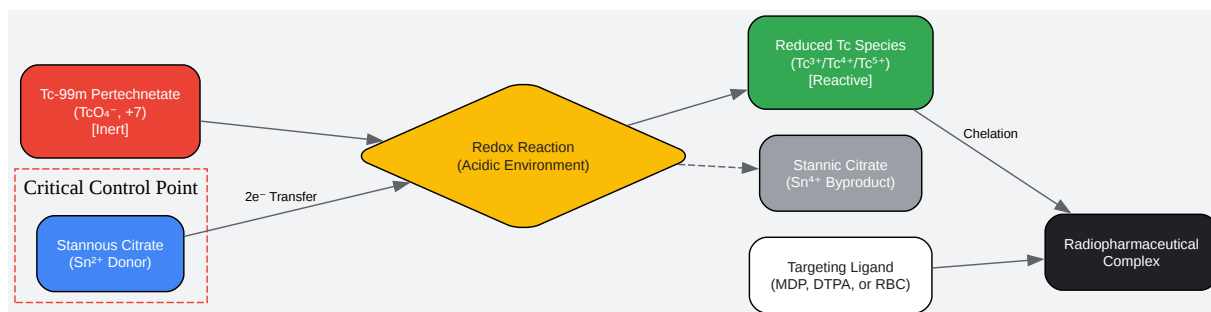 Tc-99m Pertechnetate
(TcO₄⁻, +7)
[Inert]
Critical Control Point
Stannous Citrate
(Sn²⁺ Donor)
2e⁻ Transfer
Redox Reaction
(Acidic Environment)
Reduced Tc Species
(Tc³⁺/Tc⁴⁺/Tc⁵⁺)
[Reactive]
Stannic Citrate
(Sn⁴⁺ Byproduct)
Targeting Ligand
(MDP, DTPA, or RBC)
Chelation
Radiopharmaceutical
Complex